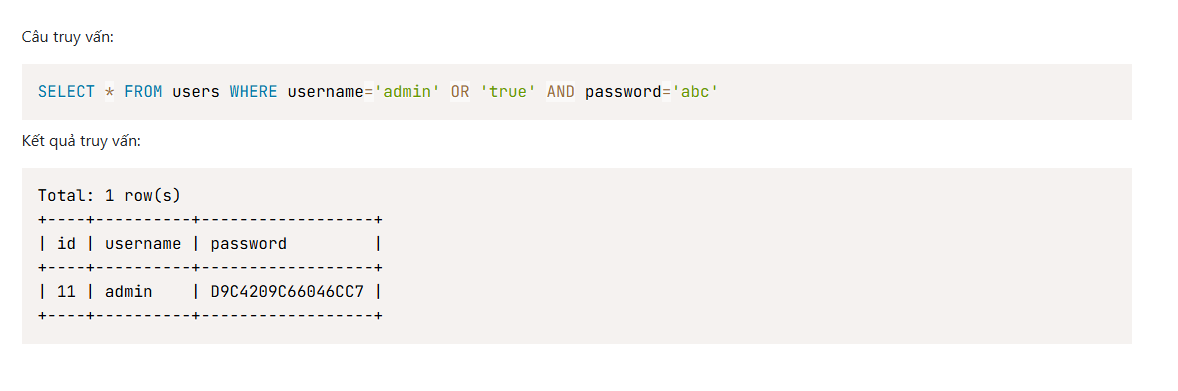 Câu truy vấn:
SELECT * FROM users WHERE username='admin' OR 'true' AND password='abc'
Kết quả truy vấn:
Total: 1 row(s)
+----+----------+------------------+
| id | username | password         |
+----+----------+------------------+
| 11 | admin    | D9C4209C66046CC7 |
+----+----------+------------------+